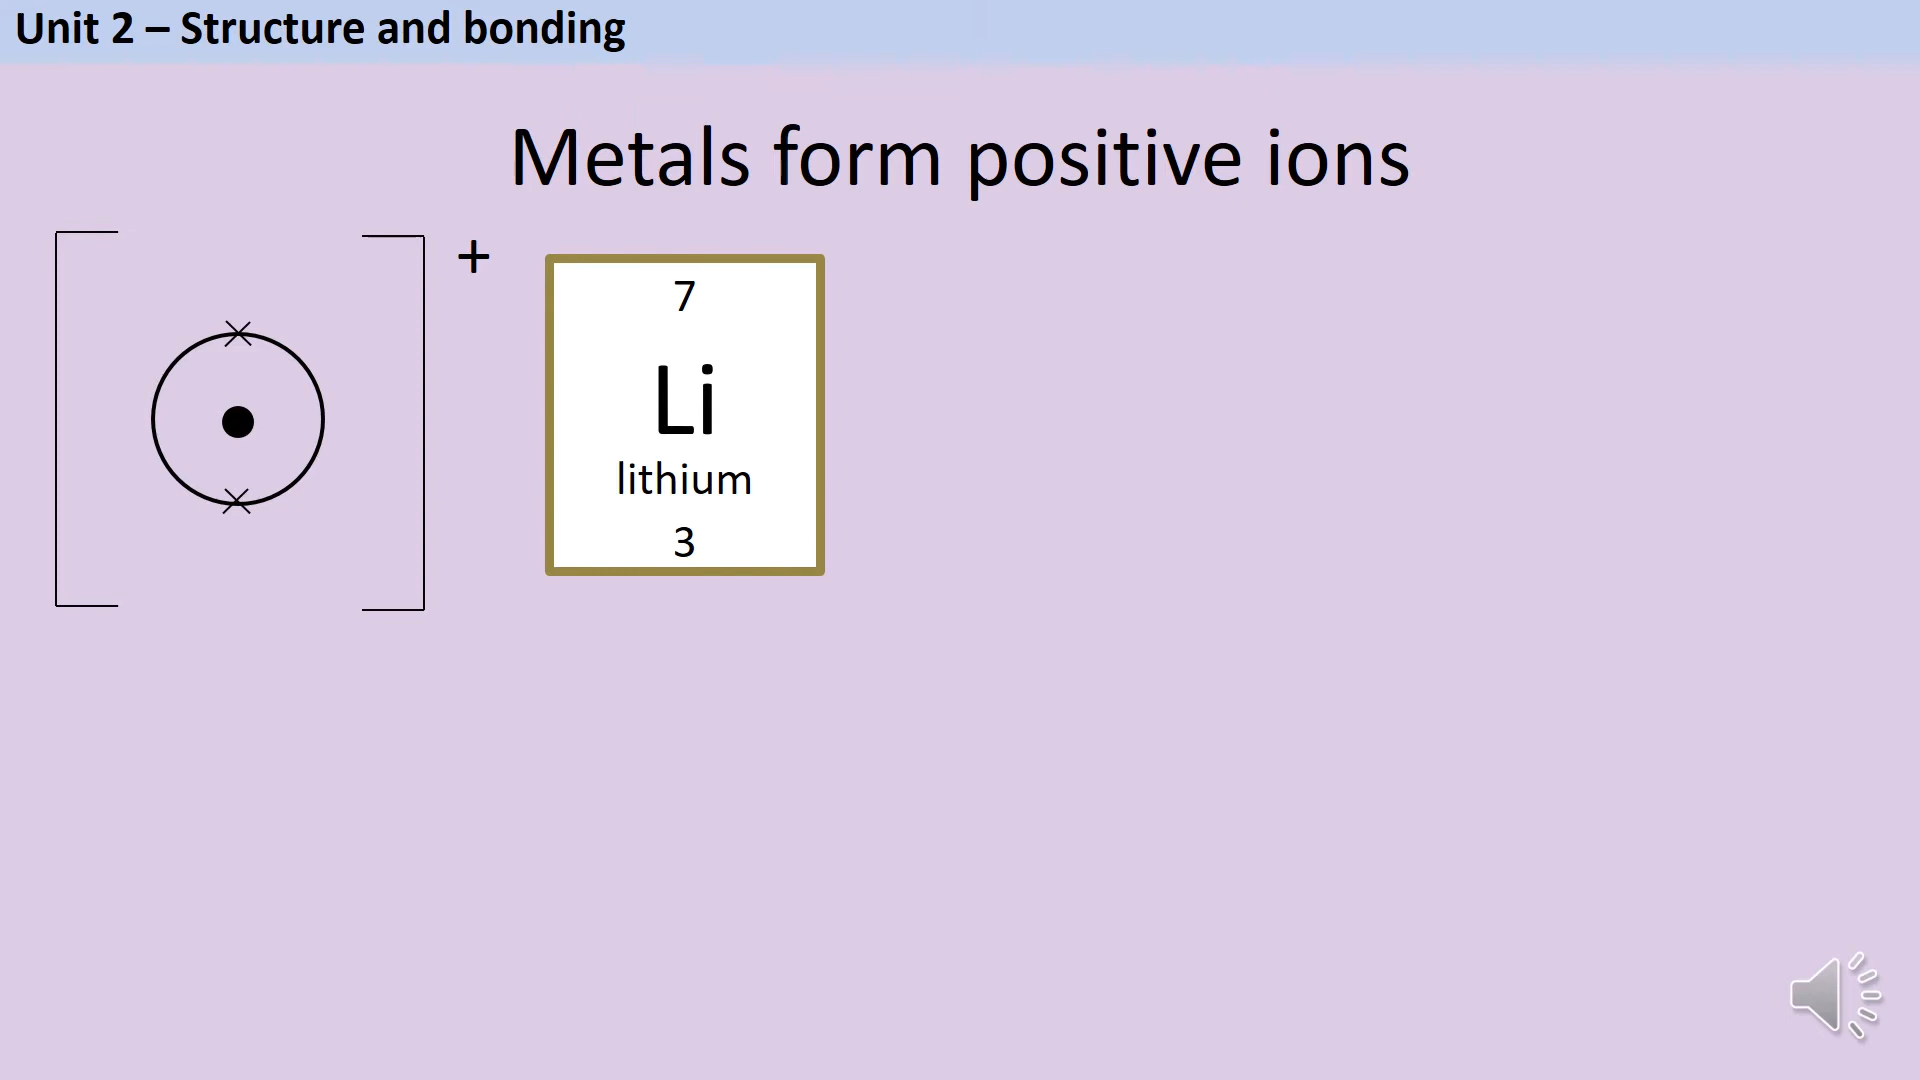 Unit 2 – Structure and bonding
Metals form positive ions
+
7
Li
lithium
3